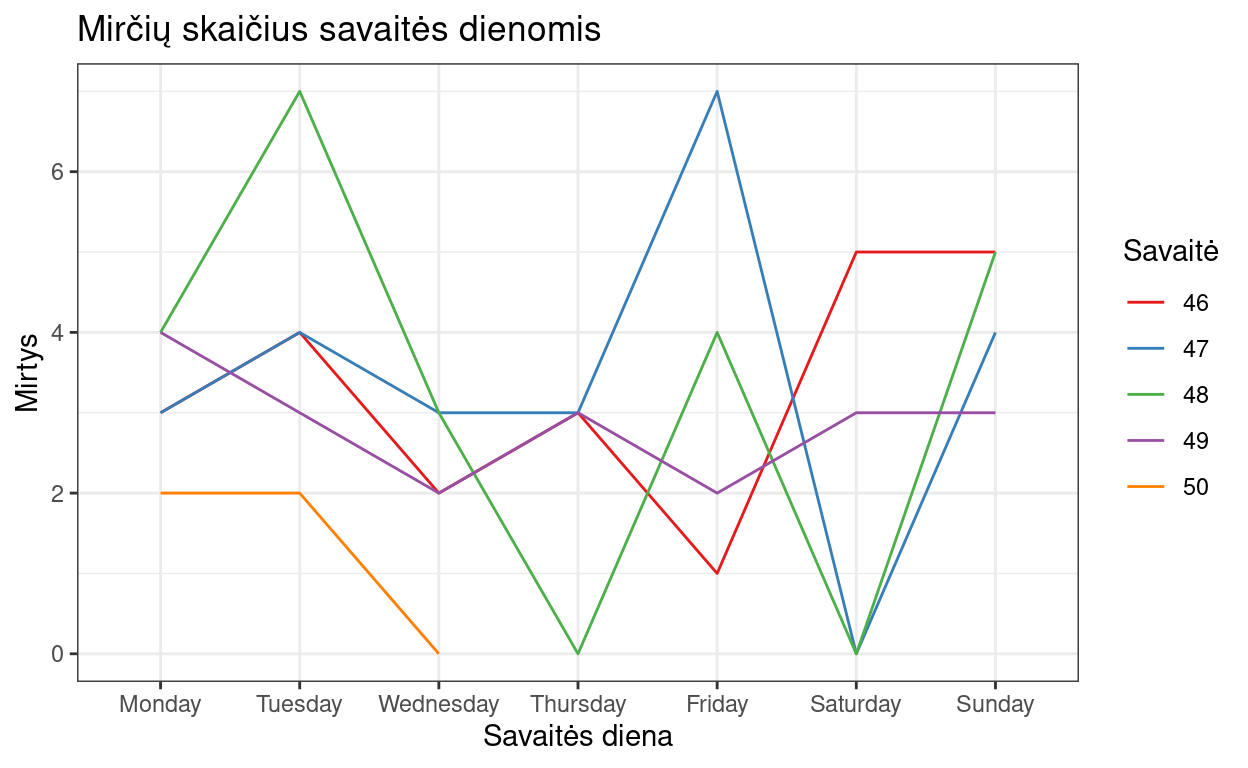 Mirčių skaičius savaitės dienomis
Mirtys
6
4
2
0
Monday Tuesday Wednesday Thursday Friday Saturday Sunday
Savaitės diena
Savaitė
46
47
48
49
50